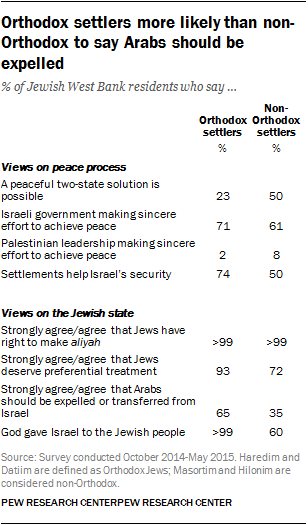 Orthodox settlers more likely than non-
Orthodox to say Arabs should be
expelled
% of Jewish West Bank residents who say …
Orthodox settlers Non-Orthodox settlers
% %
Views on peace process
A peaceful two-state solution is
possible 23 50
Israeli government making sincere
effort to achieve peace 71 61
Palestinian leadership making sincere
effort to achieve peace 2 8
Settlements help Israel's security 74 50
Views on the Jewish state
Strongly agree/agree that Jews have
right to make aliyah >99 >99
Strongly agree/agree that Jews
deserve preferential treatment 93 72
Strongly agree/agree that Arabs
should be expelled or transferred from
Israel 65 35
God gave Israel to the Jewish people >99 60
Source: Survey conducted October 2014-May 2015. Haredim and
Datiim are defined as Orthodox Jews; Masortim and Hilonim are
considered non-Orthodox.
PEW RESEARCH CENTERPEW RESEARCH CENTER